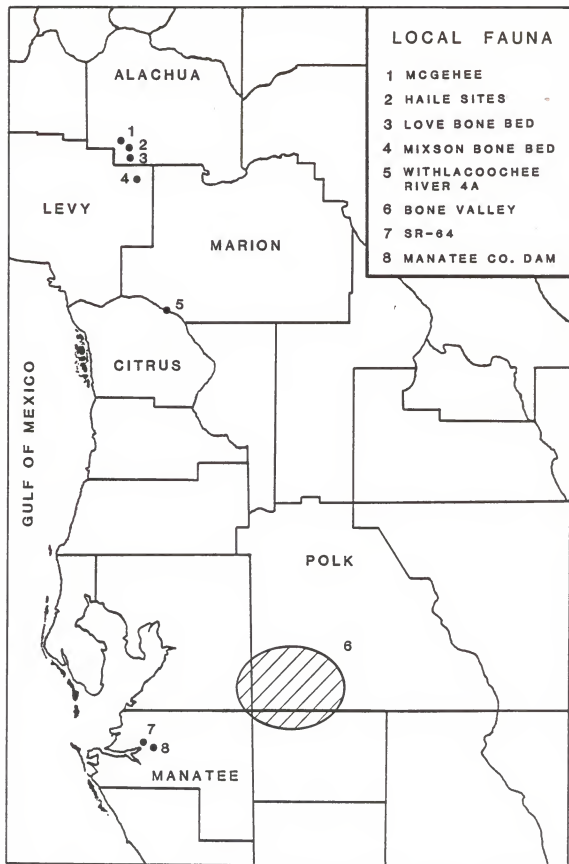 LOCAL FAUNA
1 MCGEHEE
2 HAILE SITES
3 LOVE BONE BED
4 MIXSON BONE BED
5 WITHLACOOCHEE
RIVER 4A
6 BONE VALLEY
7 SR-64
8 MANATEE CO. DAM
ALACHUA
1
2
3
4
LEVY
MARION
5
CITRUS
GULF OF MEXICO
POLK
6
7
8
MANATEE